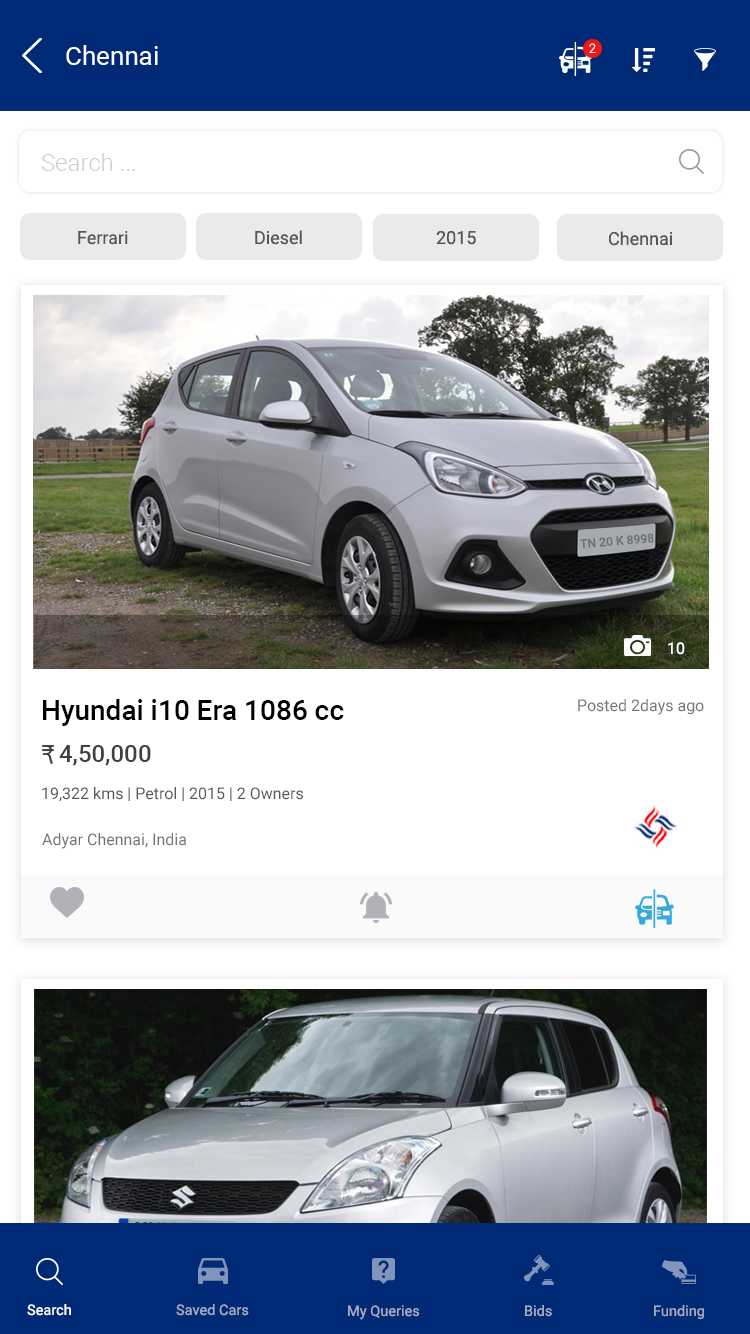 Chennai
2
Search ...
Ferrari
Diesel
2015
Chennai
TN 20 K 8998
10
Hyundai i10 Era 1086 cc
Posted 2days ago
₹ 4,50,000
19,322 kms | Petrol | 2015 | 2 Owners
Adyar Chennai, India
Search
Saved Cars
My Queries
Bids
Funding